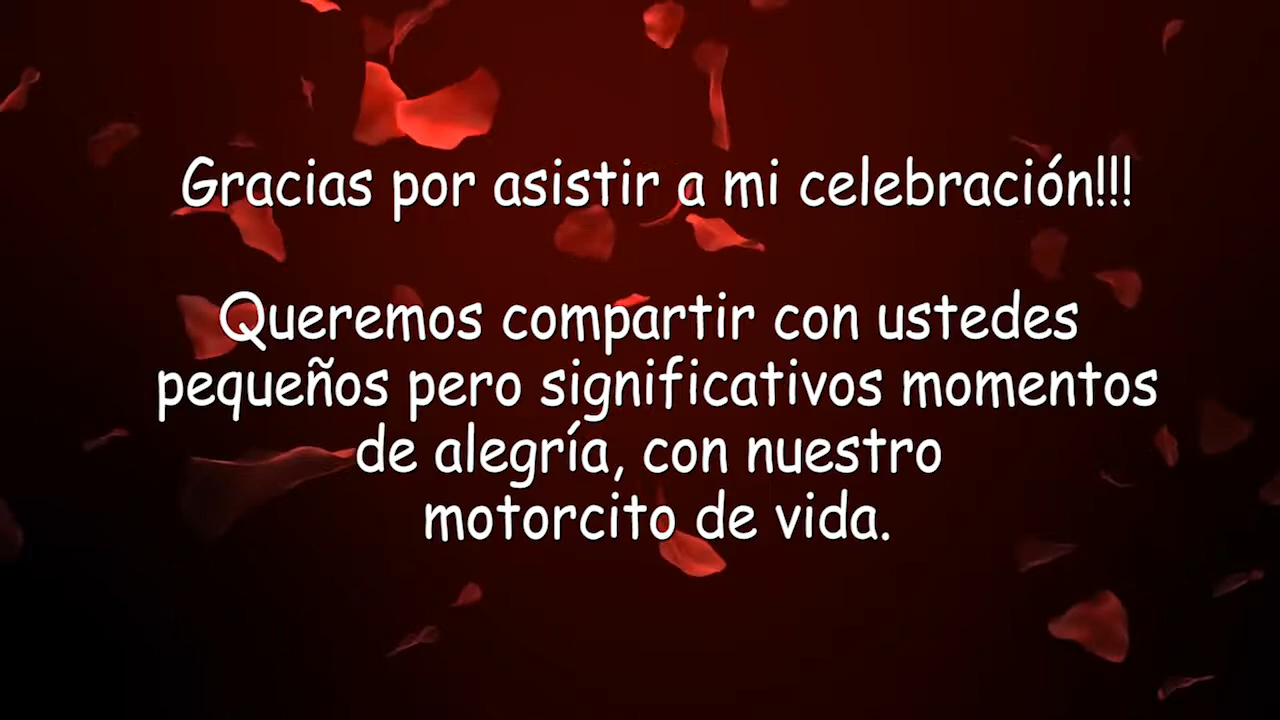 Gracias por asistir a mi celebración!!!
Queremos compartir con ustedes
pequeños pero significativos momentos
de alegría, con nuestro
motorcito de vida.